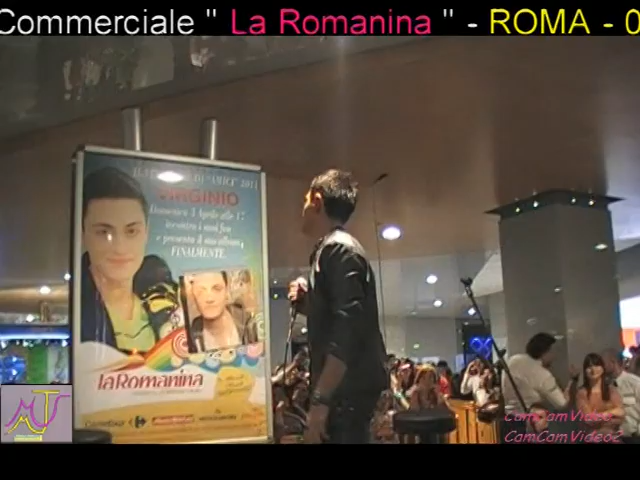 Commerciale " La Romanina " - ROMA - 0
VIRGINIO
Domenica 3 Aprile alle 17
incontra i suoi fan
e presenta il suo album
FINALMENTE
laRomanina
Carrefour
CamCamVideo
CamCamVideo2